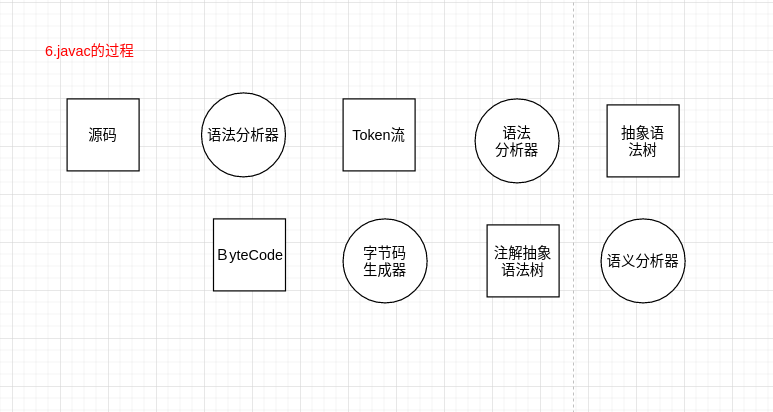 6.javac的过程
源码
语法分析器
Token流
语法
分析器
抽象语
法树
ByteCode
字节码
生成器
注解抽象
语法树
语义分析器